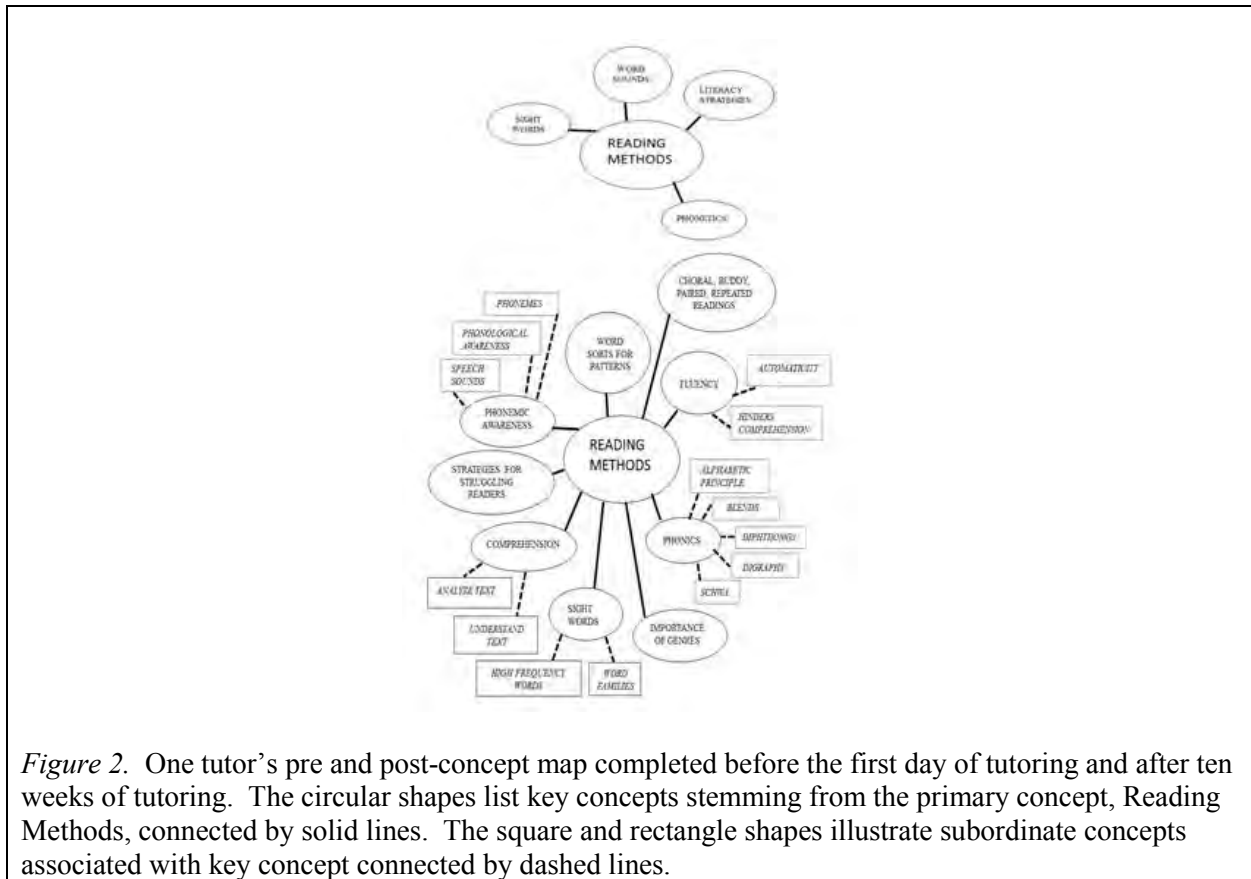 WORD
SOUNDS
LITERACY
STRATEGIES
SIGHT
WORDS
READING
METHODS
PHONETICS
CHORAL, BUDDY,
PAIRED, REPEATED
READINGS
PHONEMES
PHONOLOGICAL
AWARENESS
WORD
SORTS FOR
PATTERNS
SPEECH
SOUNDS
FLUENCY
AUTOMATICITY
PHONEMIC
AWARENESS
HINDERS
COMPREHENSION
READING
METHODS
STRATEGIES FOR
STRUGGLING
READERS
ALPHABETIC
PRINCIPLE
BLENDS
PHONICS
DIPHTHONGS
DIGRAPHS
SCHWA
COMPREHENSION
ANALYZE TEXT
UNDERSTAND
TEXT
SIGHT
WORDS
IMPORTANCE
OF GENRES
HIGH FREQUENCY
WORDS
WORD
FAMILIES
Figure 2. One tutor’s pre and post-concept map completed before the first day of tutoring and after ten
weeks of tutoring. The circular shapes list key concepts stemming from the primary concept, Reading
Methods, connected by solid lines. The square and rectangle shapes illustrate subordinate concepts
associated with key concept connected by dashed lines.